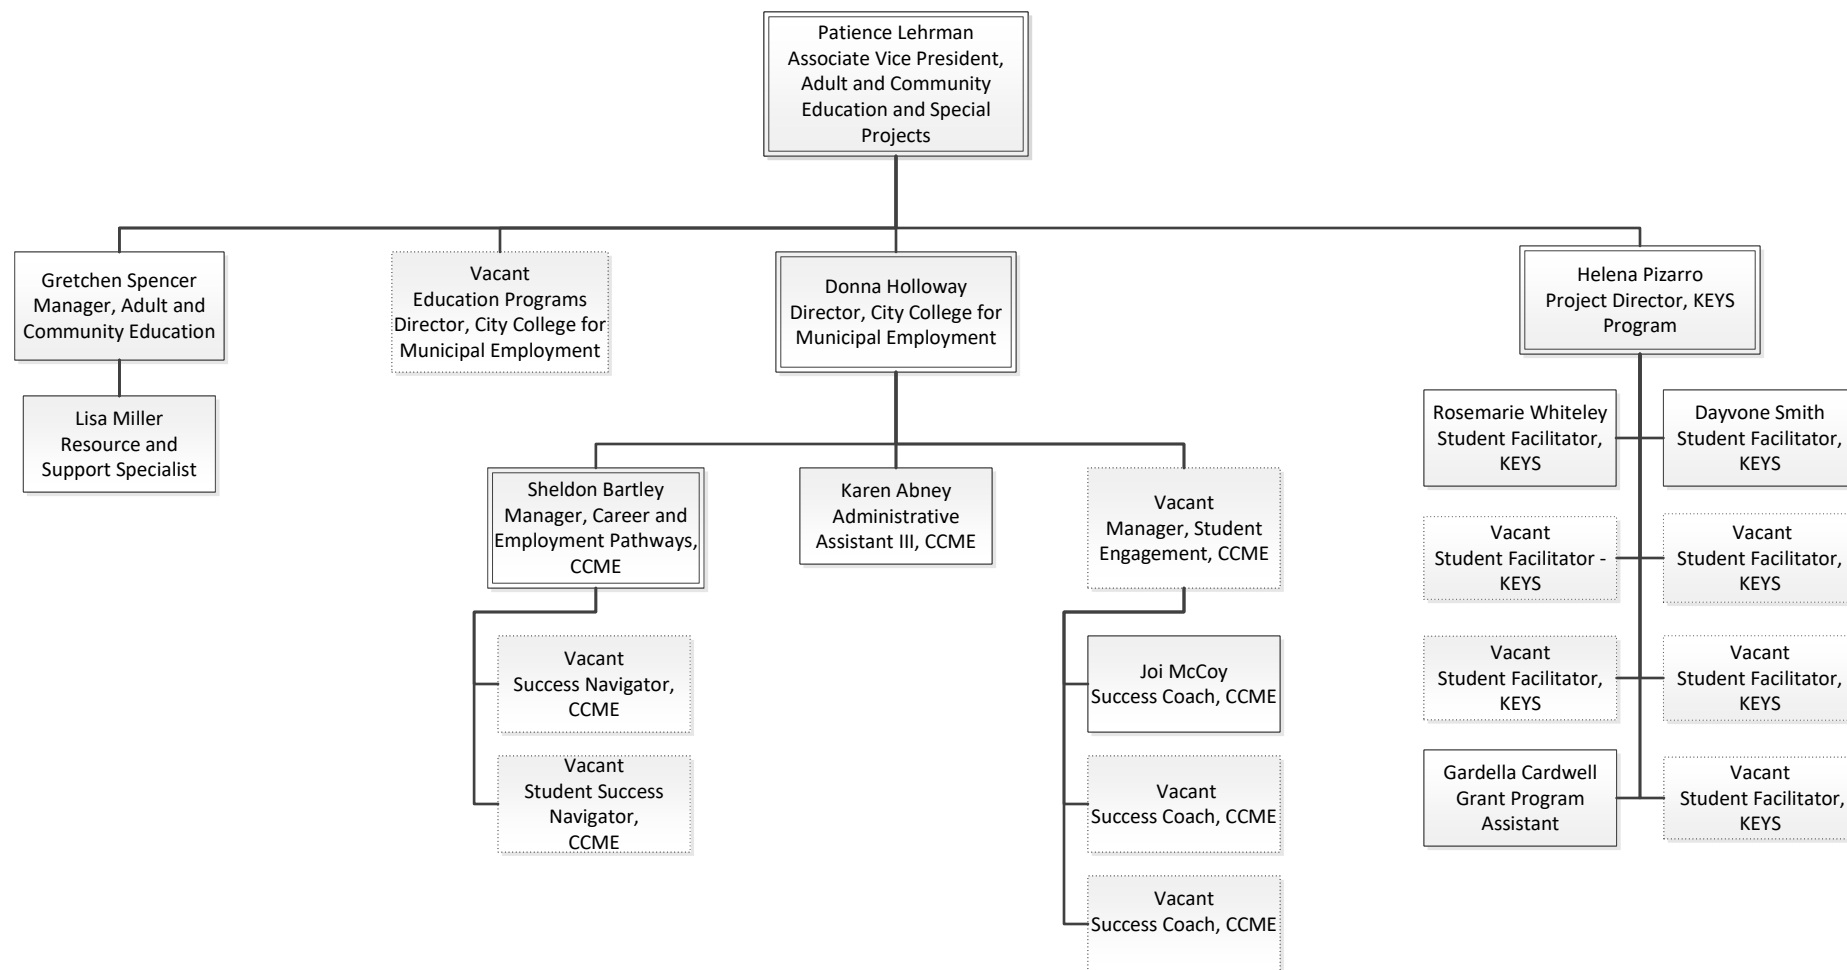 Patience Lehrman
Associate Vice President,
Adult and Community
Education and Special
Projects
Gretchen Spencer
Manager, Adult and
Community Education
Vacant
Education Programs
Director, City College for
Municipal Employment
Donna Holloway
Director, City College for
Municipal Employment
Helena Pizarro
Project Director, KEYS
Program
Lisa Miller
Resource and
Support Specialist
Sheldon Bartley
Manager, Career and
Employment Pathways,
CCME
Karen Abney
Administrative
Assistant III, CCME
Vacant
Manager, Student
Engagement, CCME
Vacant
Success Navigator,
CCME
Vacant
Student Success
Navigator,
CCME
Joi McCoy
Success Coach, CCME
Vacant
Success Coach, CCME
Vacant
Success Coach, CCME
Rosemarie Whiteley
Student Facilitator,
KEYS
Dayvone Smith
Student Facilitator,
KEYS
Vacant
Student Facilitator -
KEYS
Vacant
Student Facilitator,
KEYS
Vacant
Student Facilitator,
KEYS
Vacant
Student Facilitator,
KEYS
Gardella Cardwell
Grant Program
Assistant
Vacant
Student Facilitator,
KEYS